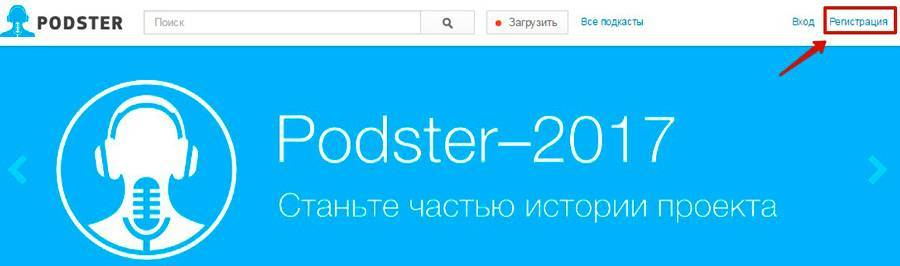 PODSTER
Поиск
Загрузить
Все подкасты
Вход
Регистрация
Podster–2017
Станьте частью истории проекта